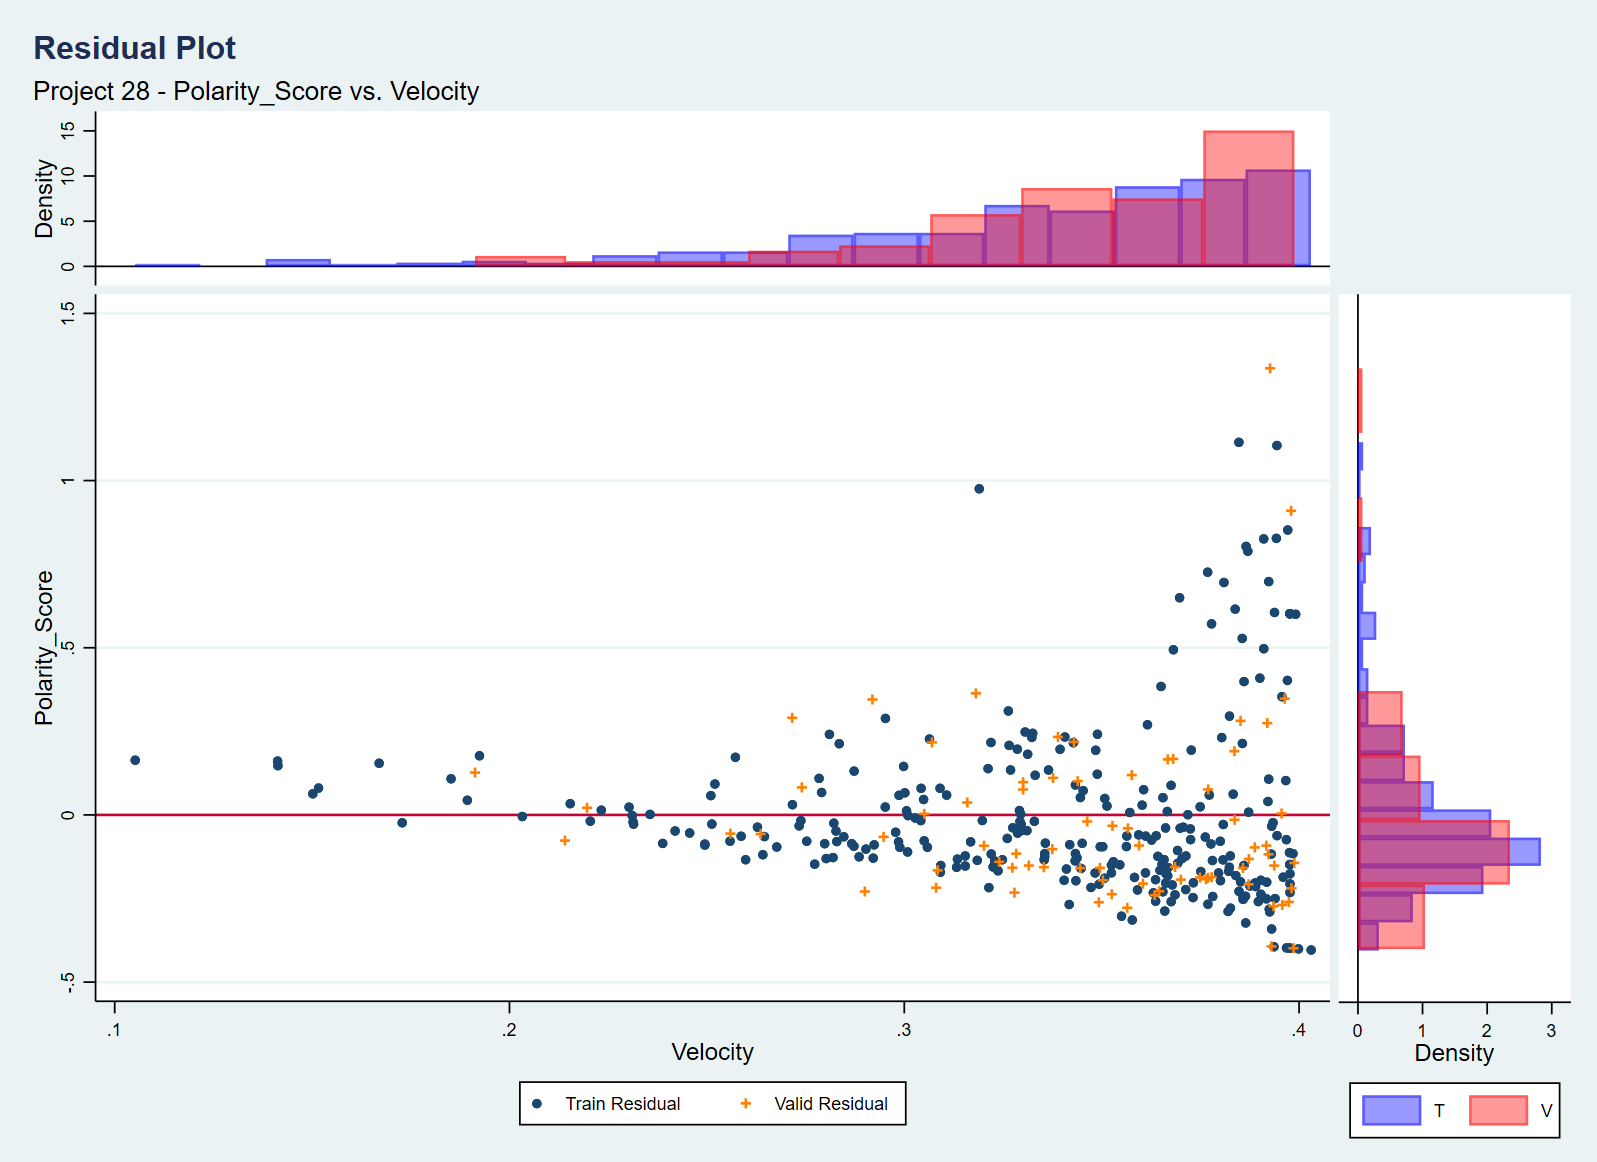 Residual Plot
Project 28 - Polarity_Score vs. Velocity
Density
15
10
5
0
Polarity_Score
1.5
1
.5
0
-.5
.1 .2 .3 .4
Velocity
0 1 2 3
Density
Train Residual Valid Residual
T V